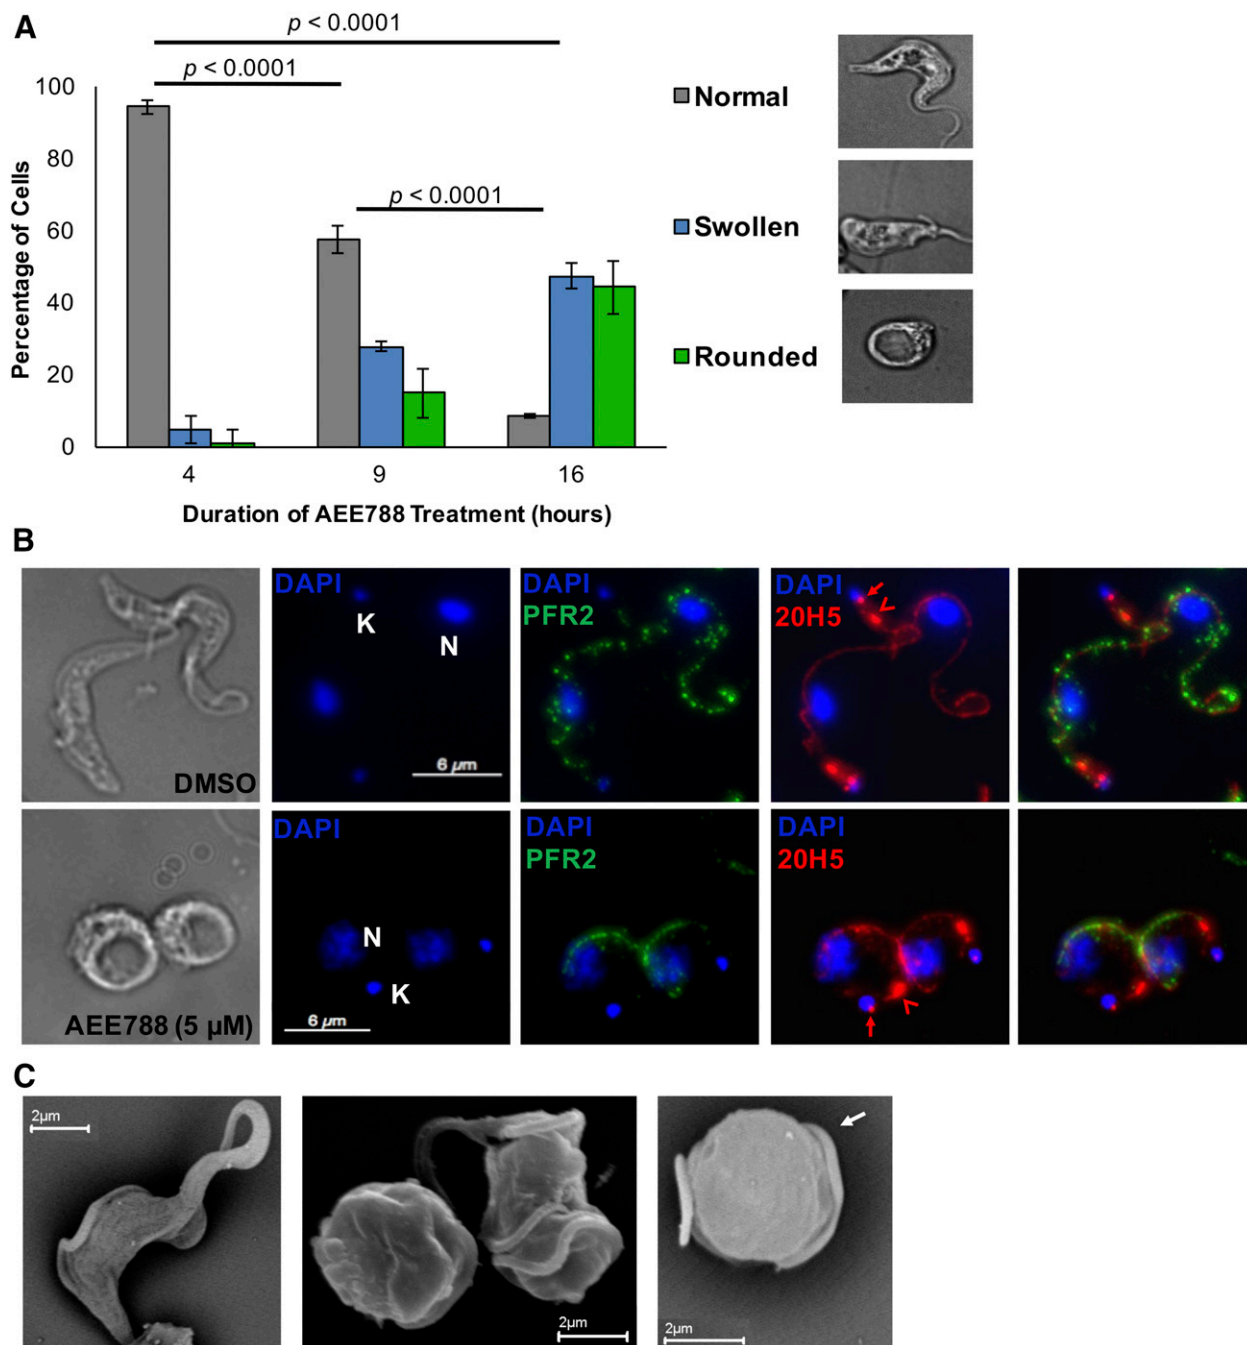 A
p < 0.0001
p < 0.0001
p < 0.0001
100
80
60
40
20
0
Percentage of Cells
4
9
16
Duration of AEE788 Treatment (hours)
Normal
Swollen
Rounded
B
DAPI
K
N
6 µm
DMSO
DAPI
PFR2
DAPI
20H5
DAPI
N
K
6 µm
AEE788 (5 µM)
DAPI
PFR2
DAPI
20H5
C
2µm
2µm
2µm